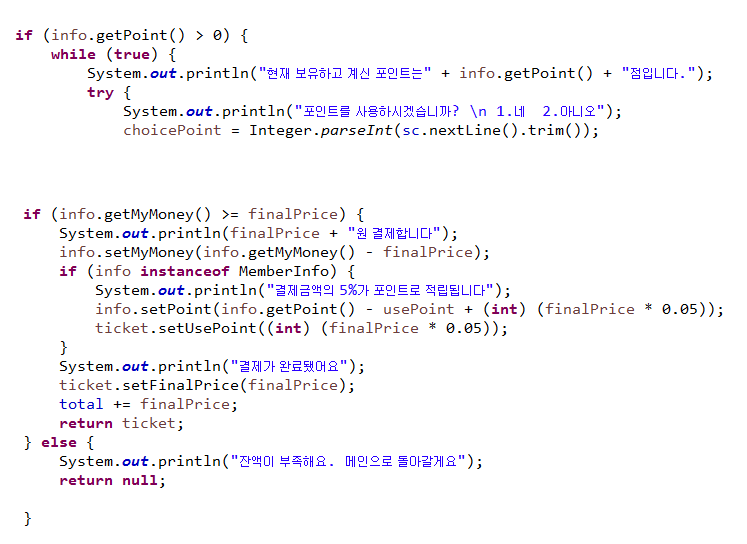 if (info.getPoint() > 0) {
while (true) {
System.out.println("현재 보유하고 계신 포인트는" + info.getPoint() + "점입니다.");
try {
System.out.println("포인트를 사용하시겠습니까? \n 1.네  2.아니오");
choicePoint = Integer.parseInt(sc.nextLine().trim());
if (info.getMyMoney() >= finalPrice) {
System.out.println(finalPrice + "원 결제합니다");
info.setMyMoney(info.getMyMoney() - finalPrice);
if (info instanceof MemberInfo) {
System.out.println("결제금액의 5%가 포인트로 적립됩니다");
info.setPoint(info.getPoint() - usePoint + (int) (finalPrice * 0.05));
ticket.setUsePoint((int) (finalPrice * 0.05));
}
System.out.println("결제가 완료됐어요");
ticket.setFinalPrice(finalPrice);
total += finalPrice;
return ticket;
} else {
System.out.println("잔액이 부족해요. 메인으로 돌아갈게요");
return null;
}